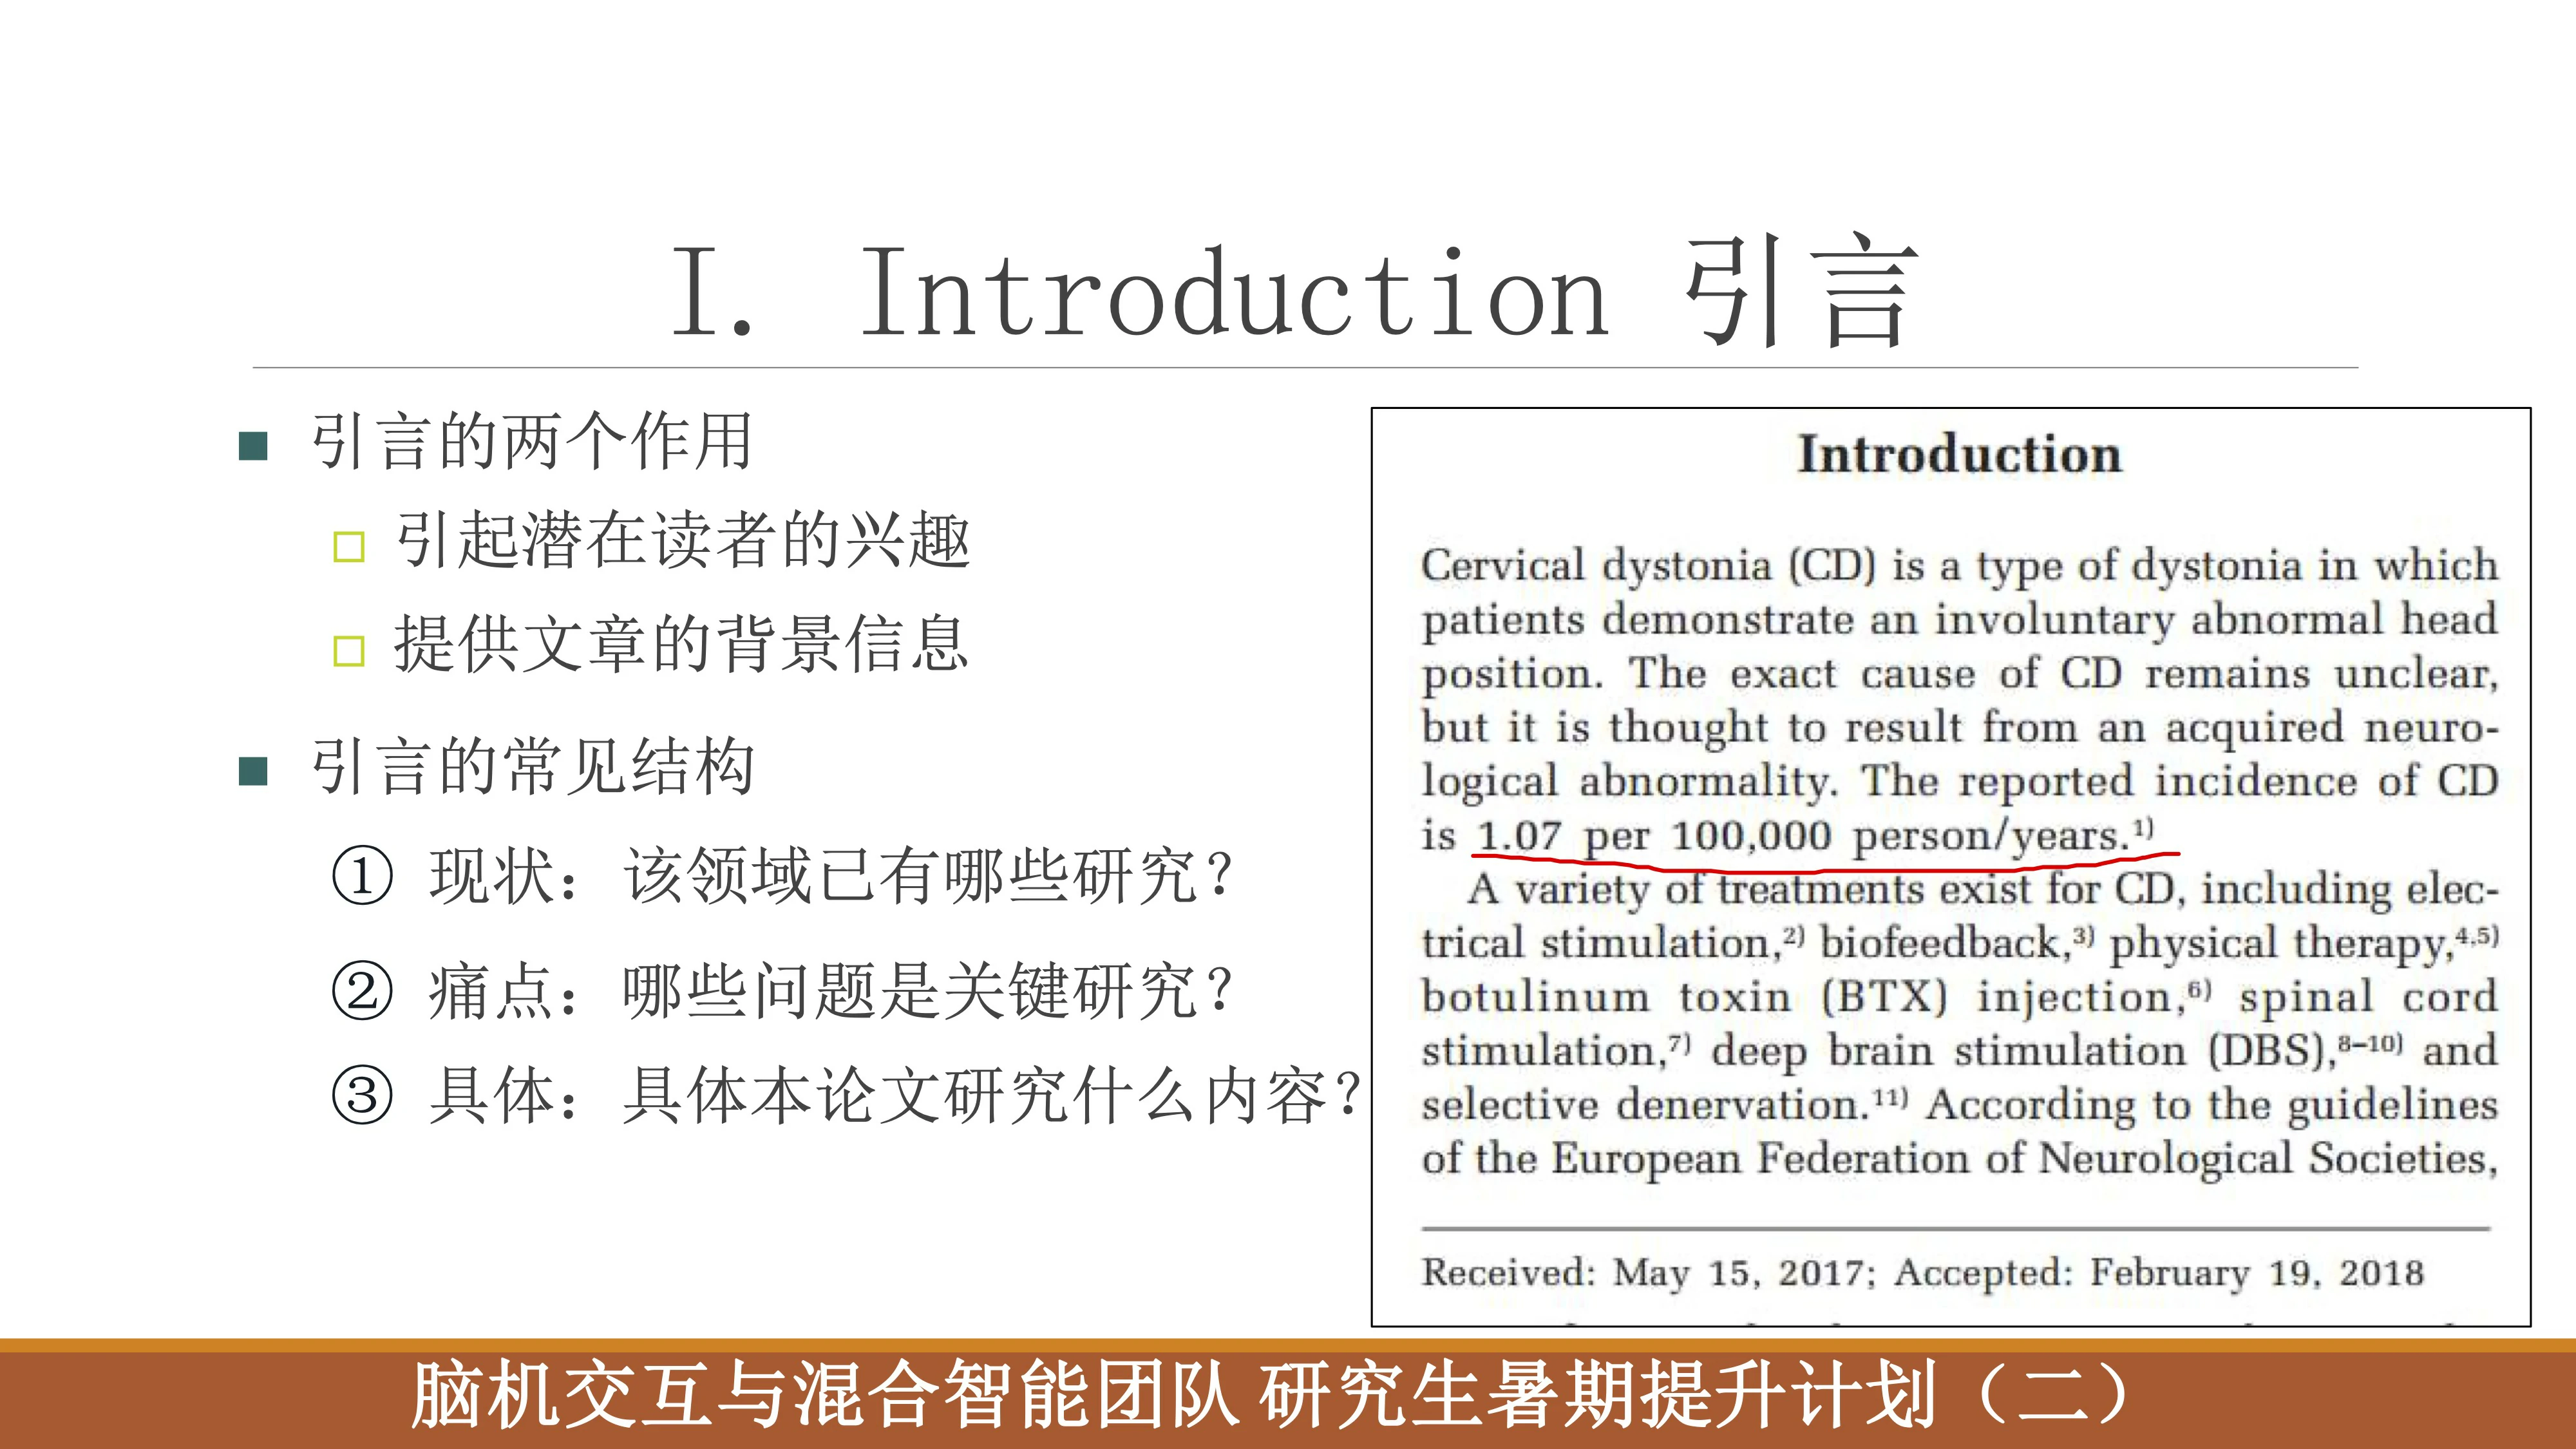 I. Introduction 引言
■ 引言的两个作用
□ 引起潜在读者的兴趣
□ 提供文章的背景信息
■ 引言的常见结构
① 现状：该领域已有哪些研究？
② 痛点：哪些问题是关键研究？
③ 具体：具体本论文研究什么内容？
Introduction
Cervical dystonia (CD) is a type of dystonia in which
patients demonstrate an involuntary abnormal head
position. The exact cause of CD remains unclear,
but it is thought to result from an acquired neuro-
logical abnormality. The reported incidence of CD
is 1.07 per 100,000 person/years.1)
A variety of treatments exist for CD, including elec-
trical stimulation,2) biofeedback,3) physical therapy,4,5)
botulinum toxin (BTX) injection,6) spinal cord
stimulation,7) deep brain stimulation (DBS),8–10) and
selective denervation.11) According to the guidelines
of the European Federation of Neurological Societies,
Received: May 15, 2017; Accepted: February 19, 2018
脑机交互与混合智能团队 研究生暑期提升计划（二）